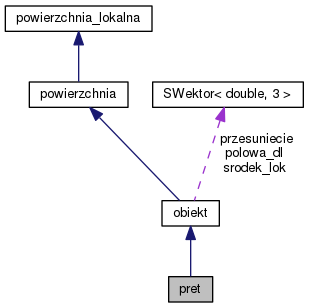 powierzchnia_lokalna
powierzchnia
SWektor< double, 3 >
przesuniecie
polowa_dl
srodek_lok
obiekt
pret